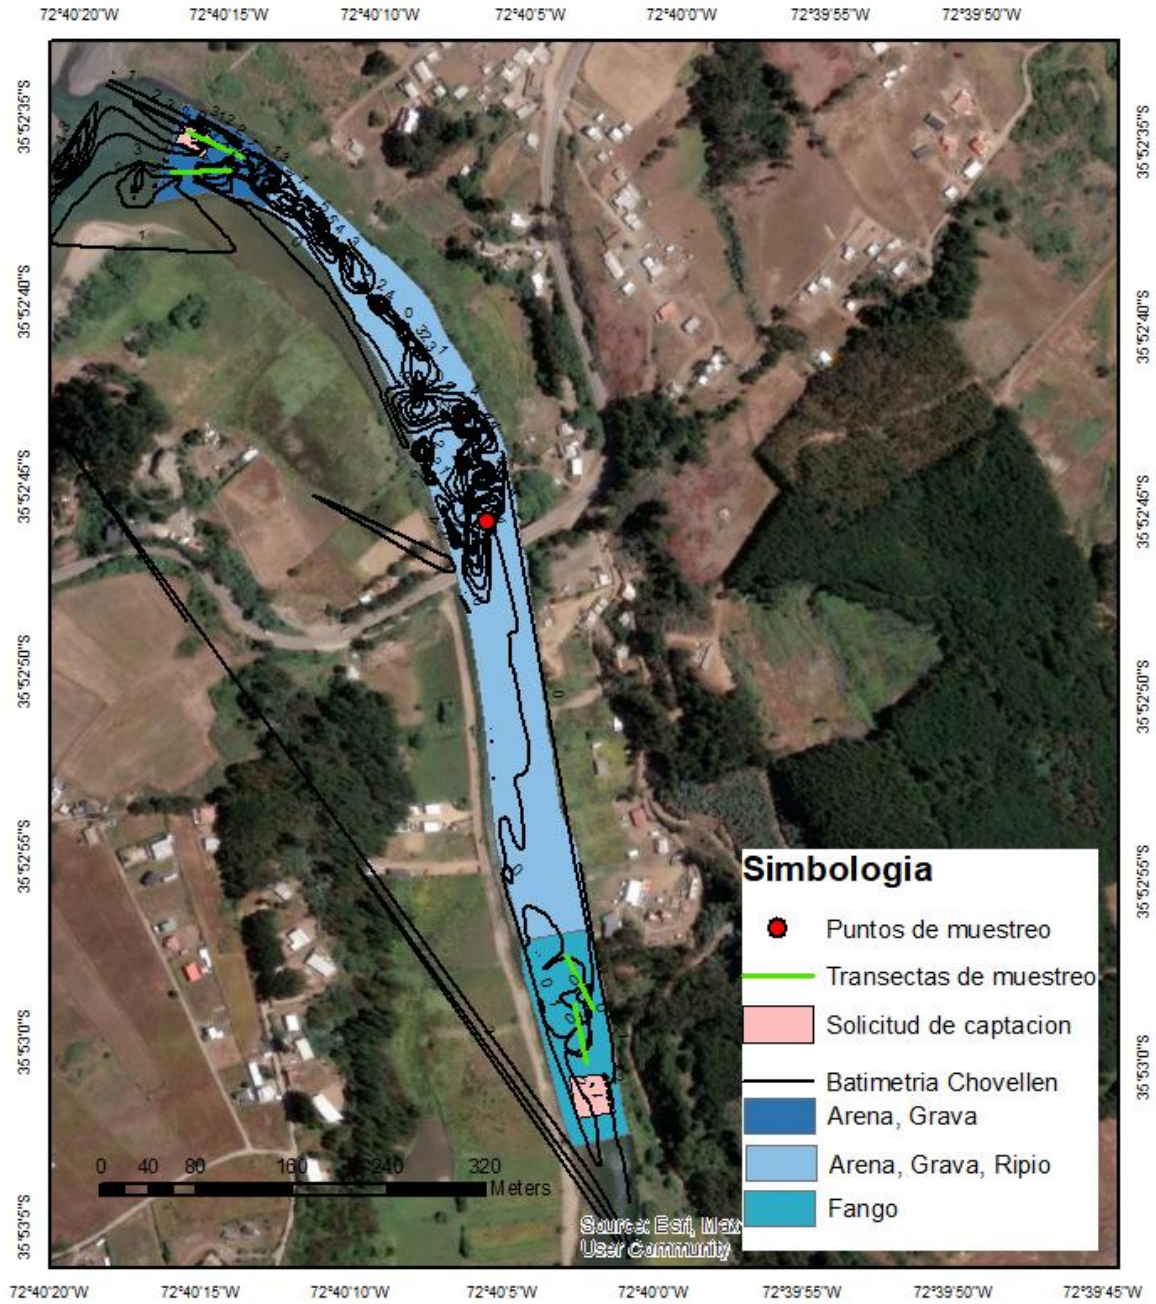 72°40'20"W 72°40'15"W 72°40'10"W 72°40'5"W 72°40'0"W 72°39'55"W 72°39'50"W
35°52'35"S
35°52'40"S
35°52'45"S
35°52'50"S
35°52'55"S
35°53'0"S
35°53'5"S
35°52'35"S
35°52'40"S
35°52'45"S
35°52'50"S
35°52'55"S
35°53'0"S
Simbologia
Puntos de muestreo
Transectas de muestreo
Solicitud de captacion
Batimetria Chovellen
Arena, Grava
Arena, Grava, Ripio
Fango
0 40 80 160 240 320
Meters
Source: Esri, Max
User Community
72°40'20"W 72°40'15"W 72°40'10"W 72°40'5"W 72°40'0"W 72°39'55"W 72°39'50"W 72°39'45"W